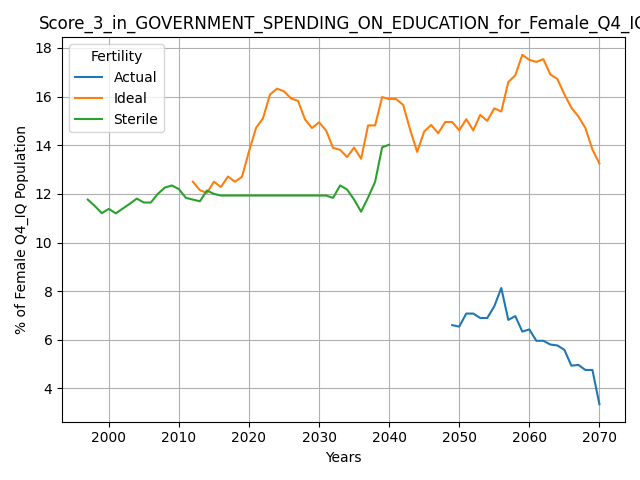 Score_3_in_GOVERNMENT_SPENDING_ON_EDUCATION_for_Female_Q4_IQ
Fertility
Actual
Ideal
Sterile
% of Female Q4_IQ Population
18
16
14
12
10
8
6
4
2000 2010 2020 2030 2040 2050 2060 2070
Years